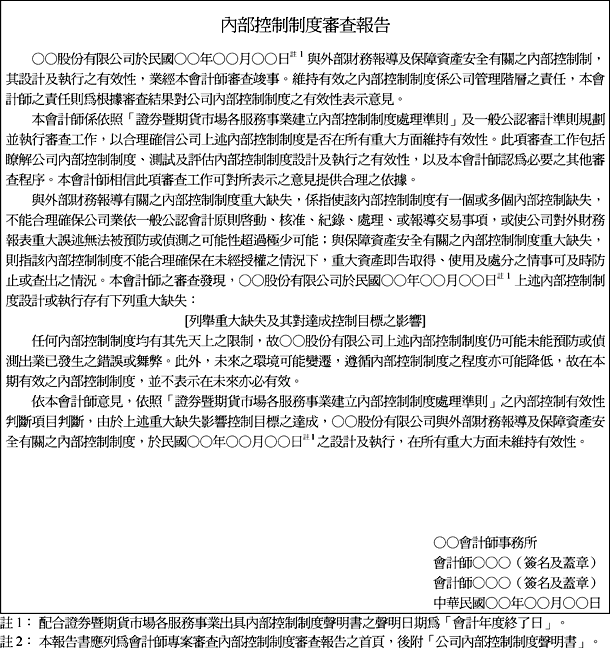 內部控制制度審查報告
○○股份有限公司於民國○○年○○月○○日註1與外部財務報導及保障資產安全有關之內部控制制,
其設計及執行之有效性,業經本會計師審查竣事。維持有效之內部控制制度係公司管理階層之責任,本會
計師之責任則為根據審查結果對公司內部控制制度之有效性表示意見。
本會計師係依照「證券暨期貨市場各服務事業建立內部控制制度處理準則」及一般公認審計準則規劃
並執行審查工作,以合理確信公司上述內部控制制度是否在所有重大方面維持有效性。此項審查工作包括
瞭解公司內部控制制度、測試及評估內部控制制度設計及執行之有效性,以及本會計師認為必要之其他審
查程序。本會計師相信此項審查工作可對所表示之意見提供合理之依據。
與外部財務報導有關之內部控制制度重大缺失,係指使該內部控制制度有一個或多個內部控制缺失,
不能合理確保公司業依一般公認會計原則啓動、核准、紀錄、處理、或報導交易事項,或使公司對外財務
報表重大誤述無法被預防或偵測之可能性超過極少可能;與保障資產安全有關之內部控制制度重大缺失,
則指該內部控制制度不能合理確保在未經授權之情況下,重大資產即告取得、使用及處分之情事可及時防
止或查出之情況。本會計師之審查發現,○○股份有限公司於民國○○年○○月○○日註1上述內部控制制
度設計或執行存有下列重大缺失:
[列舉重大缺失及其對達成控制目標之影響]
任何內部控制制度均有其先天上之限制,故○○股份有限公司上述內部控制制度仍可能未能預防或偵
測出業已發生之錯誤或舞弊。此外,未來之環境可能變遷,遵循內部控制制度之程度亦可能降低,故在本
期有效之內部控制制度,並不表示在未來亦必有效。
依本會計師意見,依照「證券暨期貨市場各服務事業建立內部控制制度處理準則」之內部控制有效性
判斷項目判斷,由於上述重大缺失影響控制目標之達成,○○股份有限公司與外部財務報導及保障資產安
全有關之內部控制制度,於民國○○年○○月○○日註1之設計及執行,在所有重大方面未維持有效性。
○○會計師事務所
會計師○○○(簽名及蓋章)
會計師○○○(簽名及蓋章)
中華民國○○年○○月○○日
註1: 配合證券暨期貨市場各服務事業出具內部控制制度聲明書之聲明日期為「會計年度終了日」。
註2: 本報告書應列為會計師專案審查內部控制制度審查報告之首頁,後附「公司內部控制制度聲明書」。